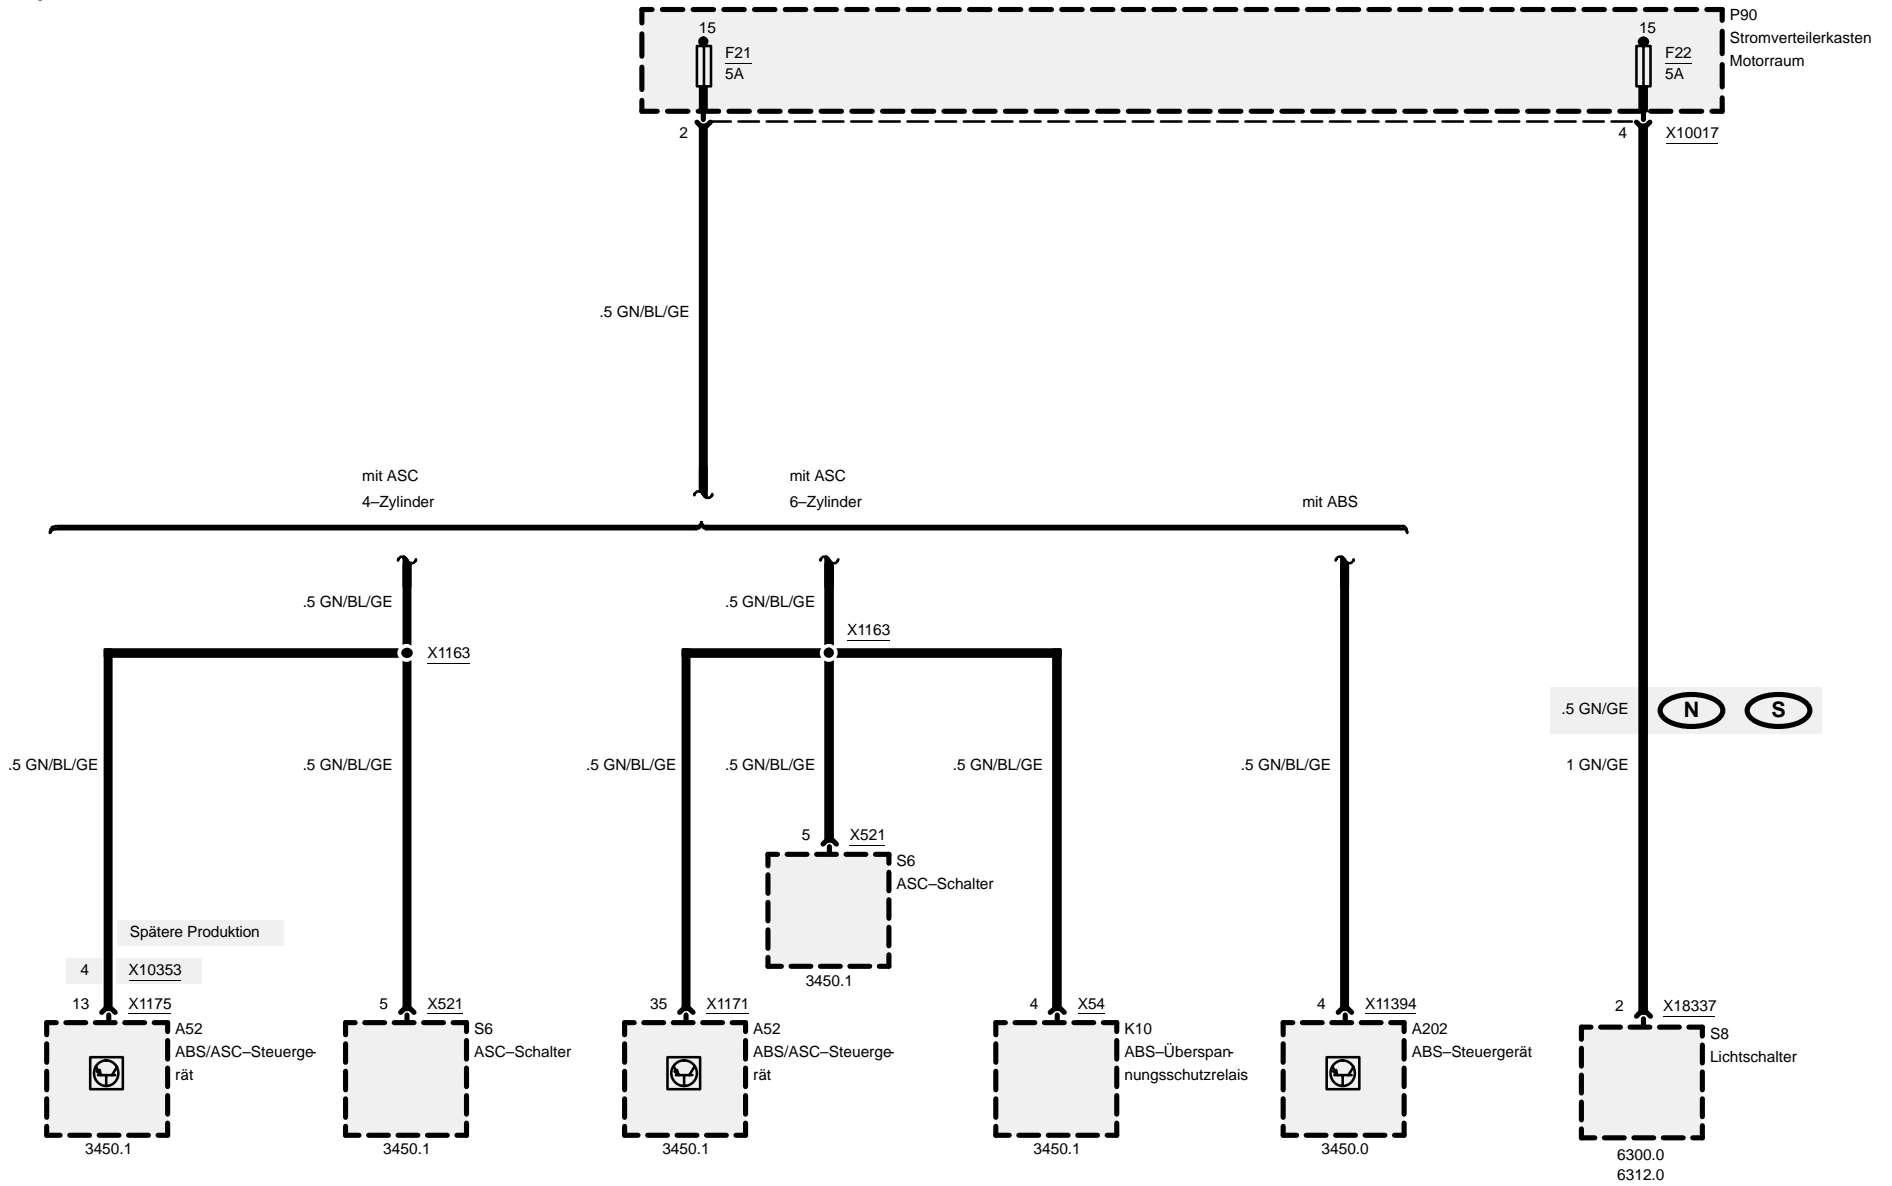 P90
Stromverteilerkasten
Motorraum
15
F21
5A
15
F22
5A
2
4
X10017
.5 GN/BL/GE
mit ASC
4–Zylinder
mit ASC
6–Zylinder
mit ABS
.5 GN/BL/GE
.5 GN/BL/GE
X1163
X1163
.5 GN/GE
N
S
.5 GN/BL/GE
.5 GN/BL/GE
.5 GN/BL/GE
.5 GN/BL/GE
.5 GN/BL/GE
.5 GN/BL/GE
1 GN/GE
5
X521
S6
ASC–Schalter
3450.1
Spätere Produktion
4
X10353
13
X1175
A52
ABS/ASC–Steuerge-
rät
3450.1
5
X521
S6
ASC–Schalter
3450.1
35
X1171
A52
ABS/ASC–Steuerge-
rät
3450.1
4
X54
K10
ABS–Überspan-
nungsschutzrelais
3450.1
4
X11394
A202
ABS–Steuergerät
3450.0
2
X18337
S8
Lichtschalter
6300.0
6312.0